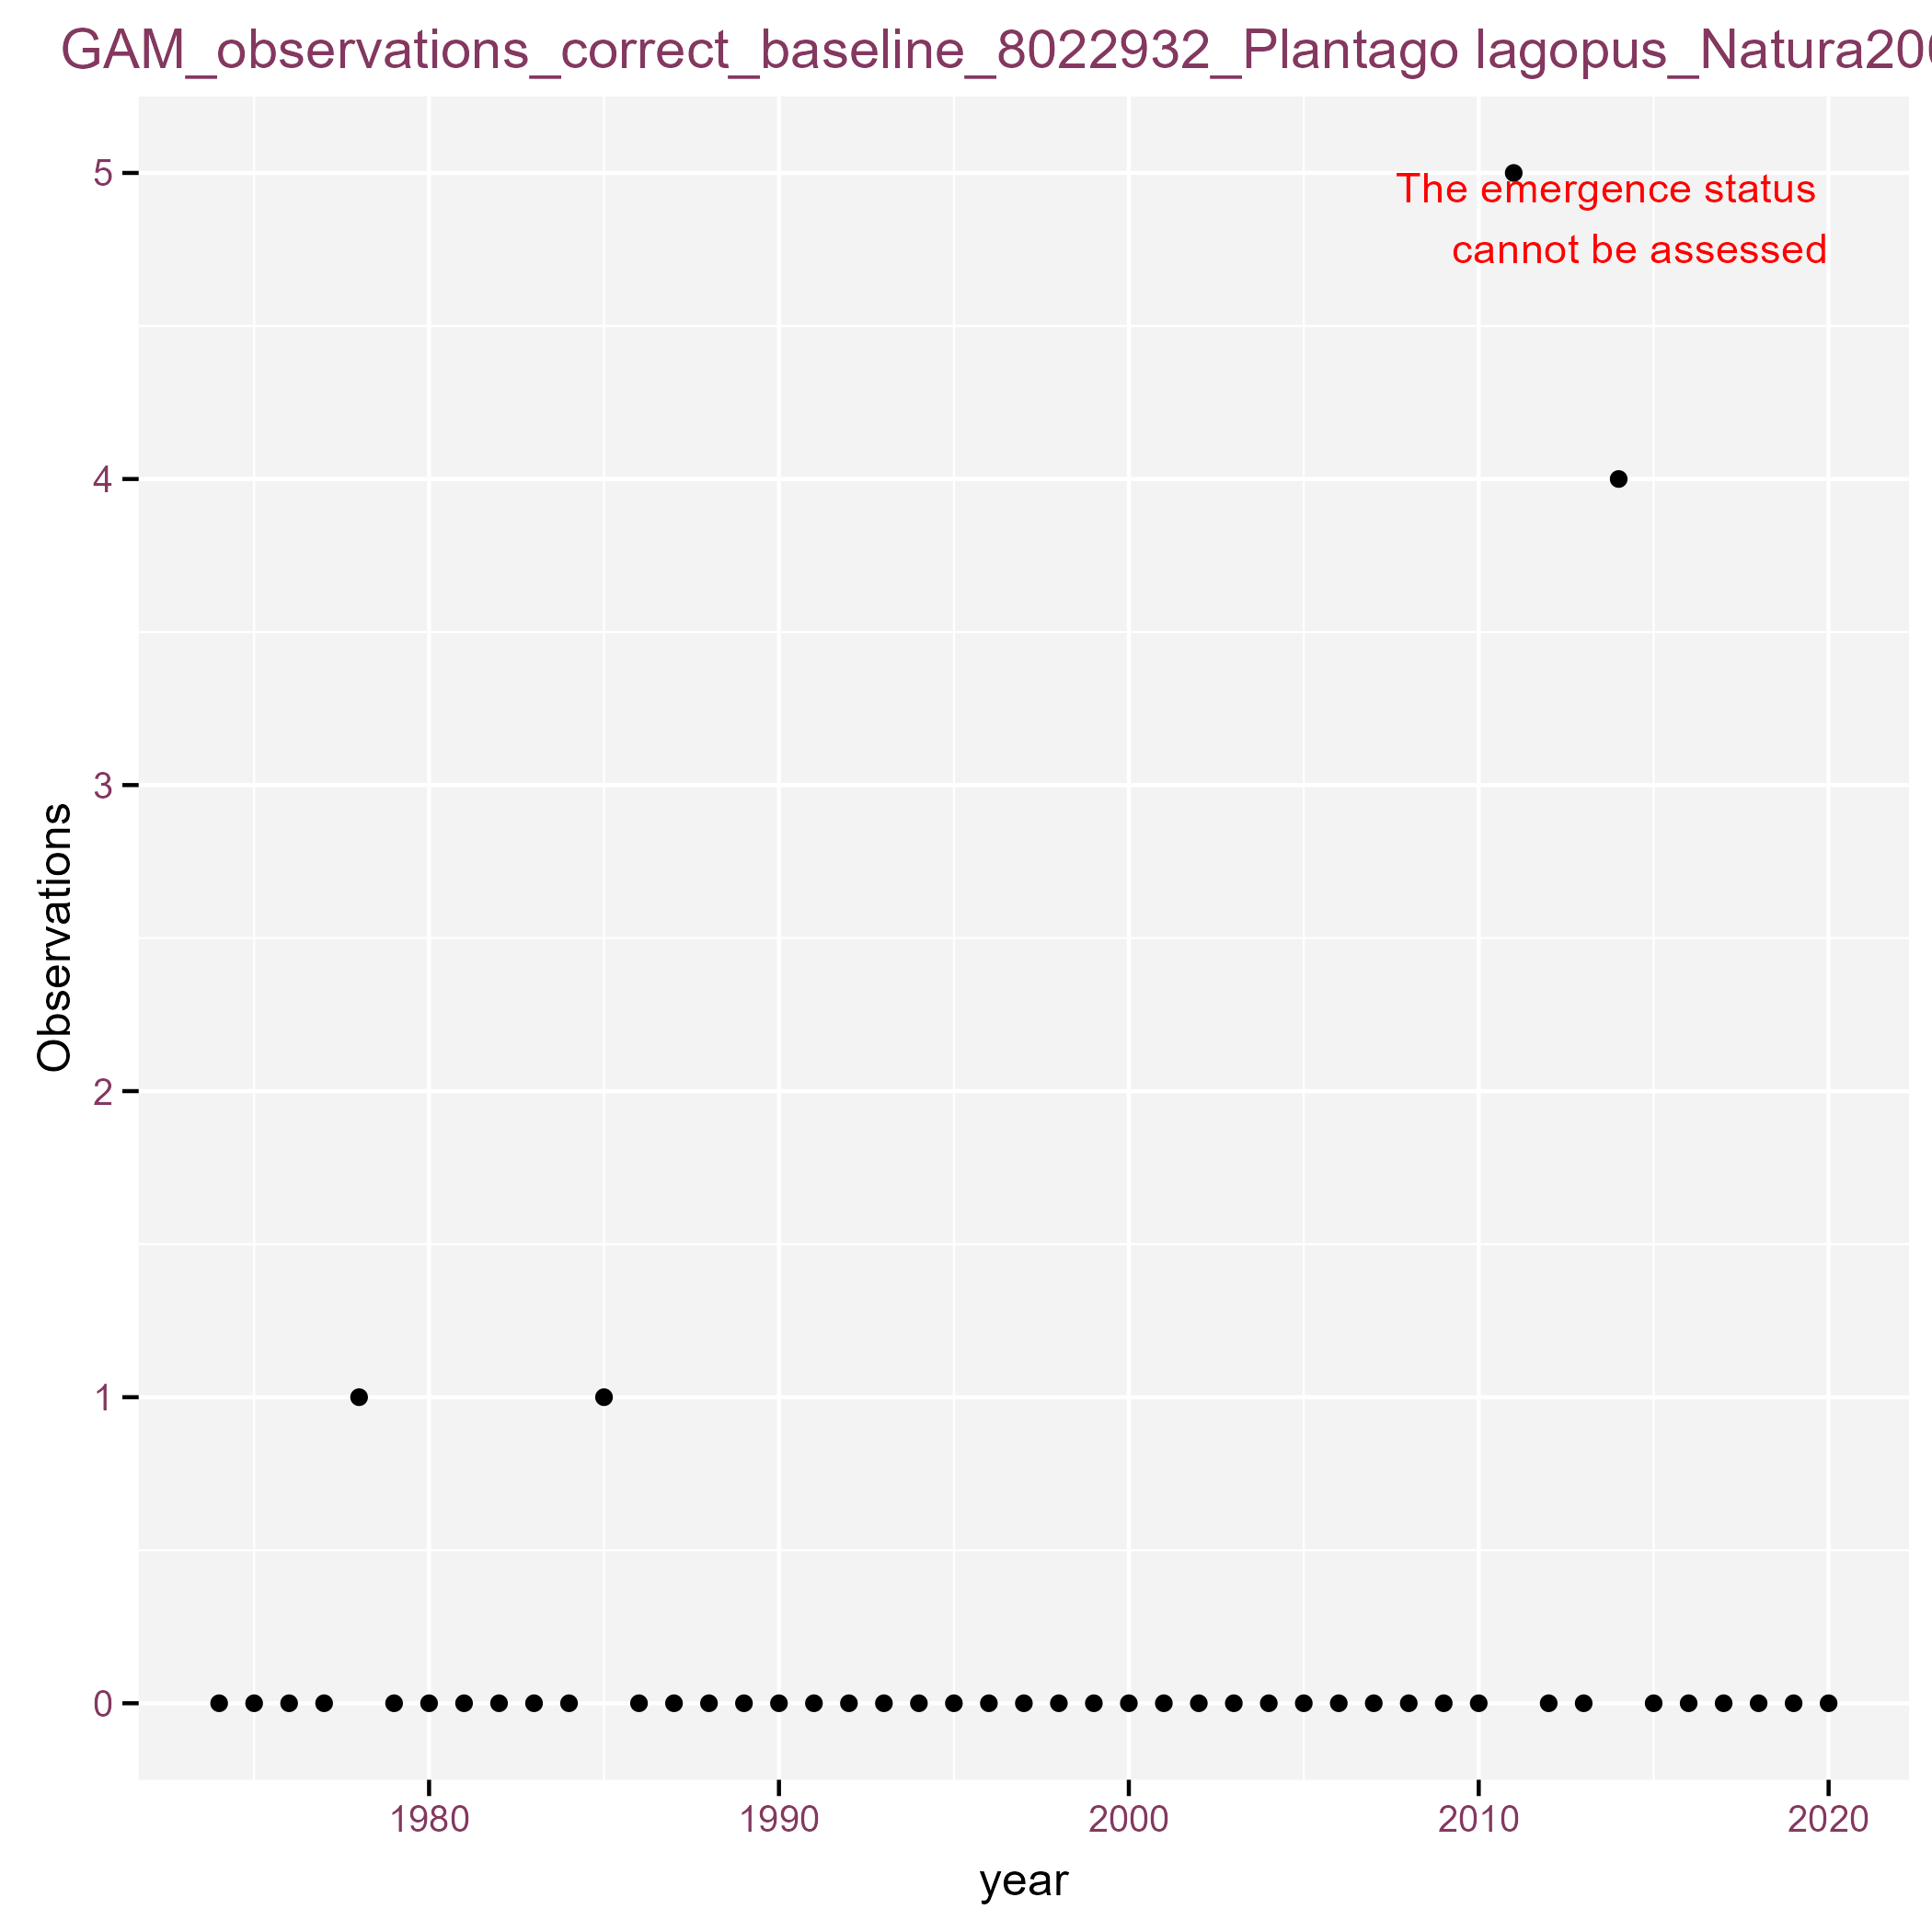 GAM_observations_correct_baseline_8022932_Plantago lagopus_Natura200
The emergence status
cannot be assessed
5
4
3
2
1
0
Observations
1980 1990 2000 2010 2020
year